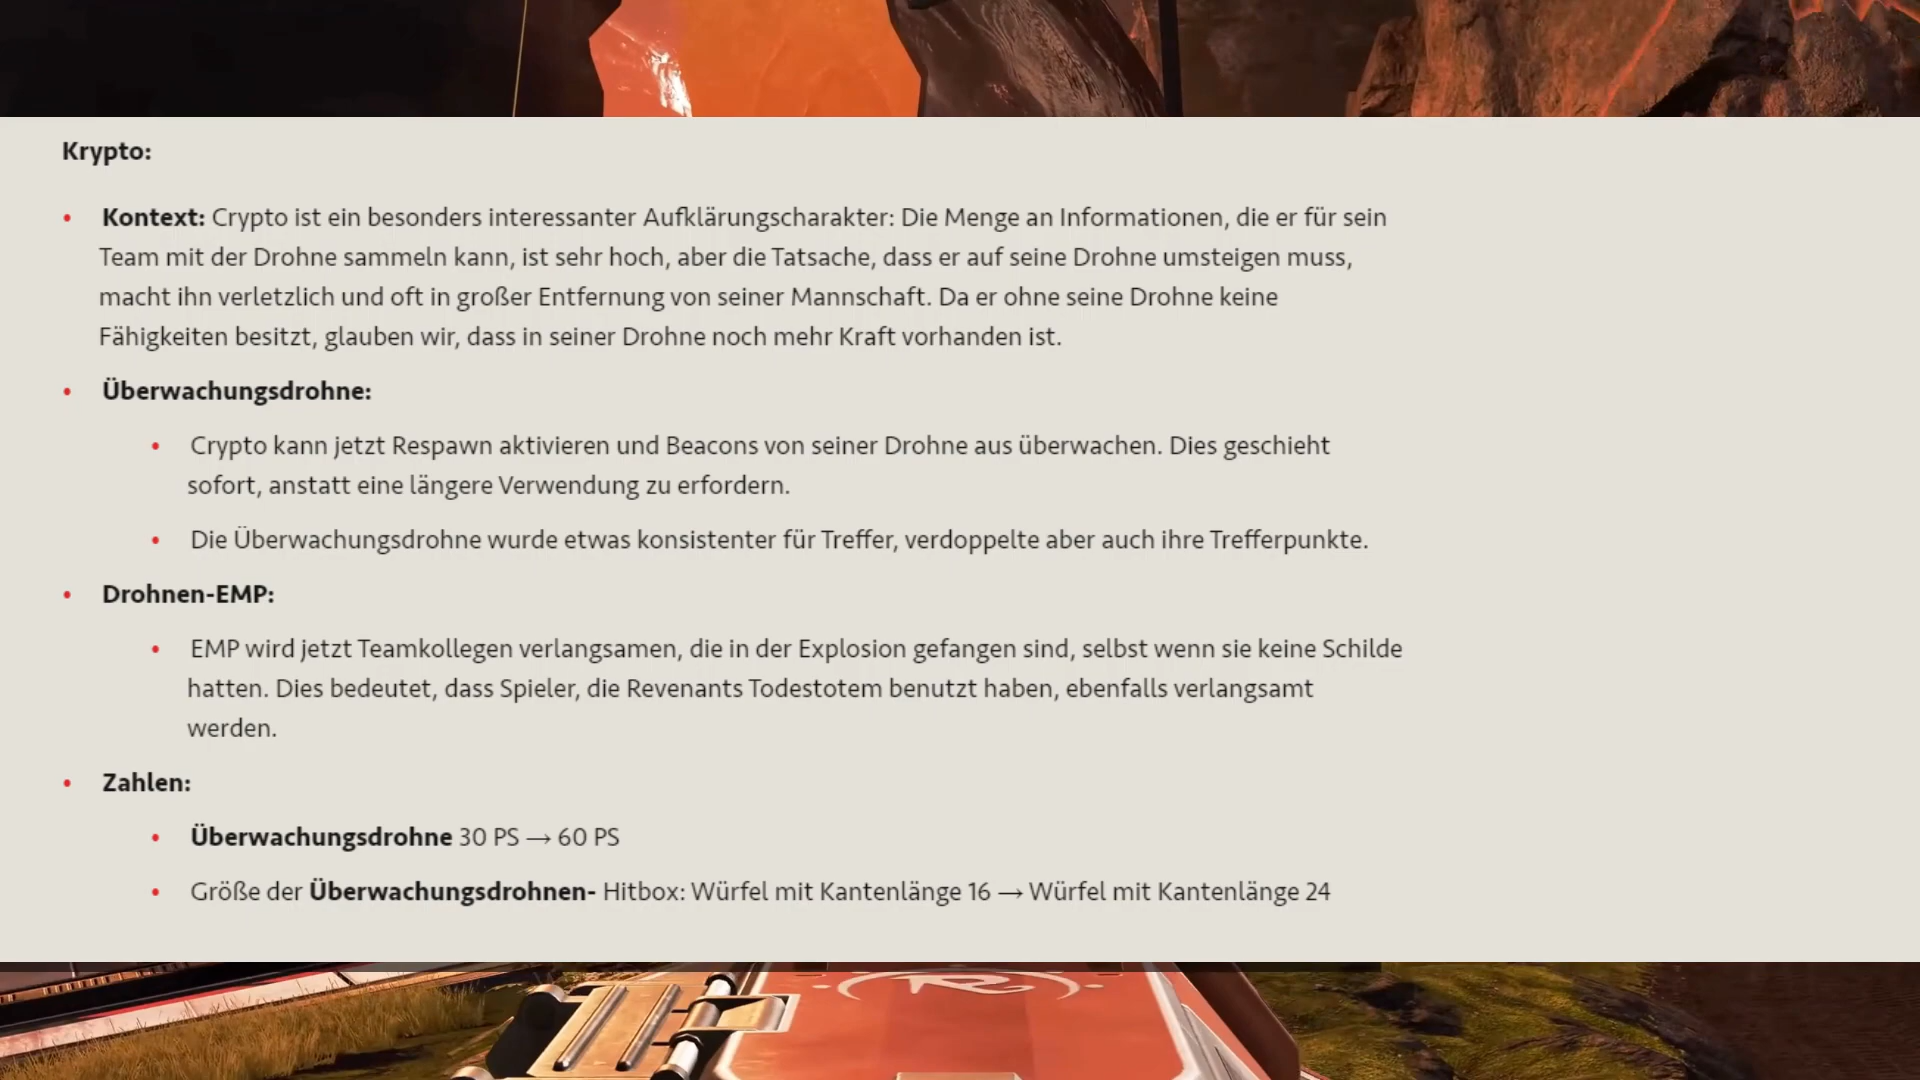 Krypto:
• Kontext: Crypto ist ein besonders interessanter Aufklärungscharakter: Die Menge an Informationen, die er für sein
Team mit der Drohne sammeln kann, ist sehr hoch, aber die Tatsache, dass er auf seine Drohne umsteigen muss,
macht ihn verletzlich und oft in großer Entfernung von seiner Mannschaft. Da er ohne seine Drohne keine
Fähigkeiten besitzt, glauben wir, dass in seiner Drohne noch mehr Kraft vorhanden ist.
• Überwachungsdrohne:
• Crypto kann jetzt Respawn aktivieren und Beacons von seiner Drohne aus überwachen. Dies geschieht
sofort, anstatt eine längere Verwendung zu erfordern.
• Die Überwachungsdrohne wurde etwas konsistenter für Treffer, verdoppelte aber auch ihre Trefferpunkte.
• Drohnen-EMP:
• EMP wird jetzt Teamkollegen verlangsamen, die in der Explosion gefangen sind, selbst wenn sie keine Schilde
hatten. Dies bedeutet, dass Spieler, die Revenants Todestotem benutzt haben, ebenfalls verlangsamt
werden.
• Zahlen:
• Überwachungsdrohne 30 PS → 60 PS
• Größe der Überwachungsdrohnen- Hitbox: Würfel mit Kantenlänge 16 → Würfel mit Kantenlänge 24